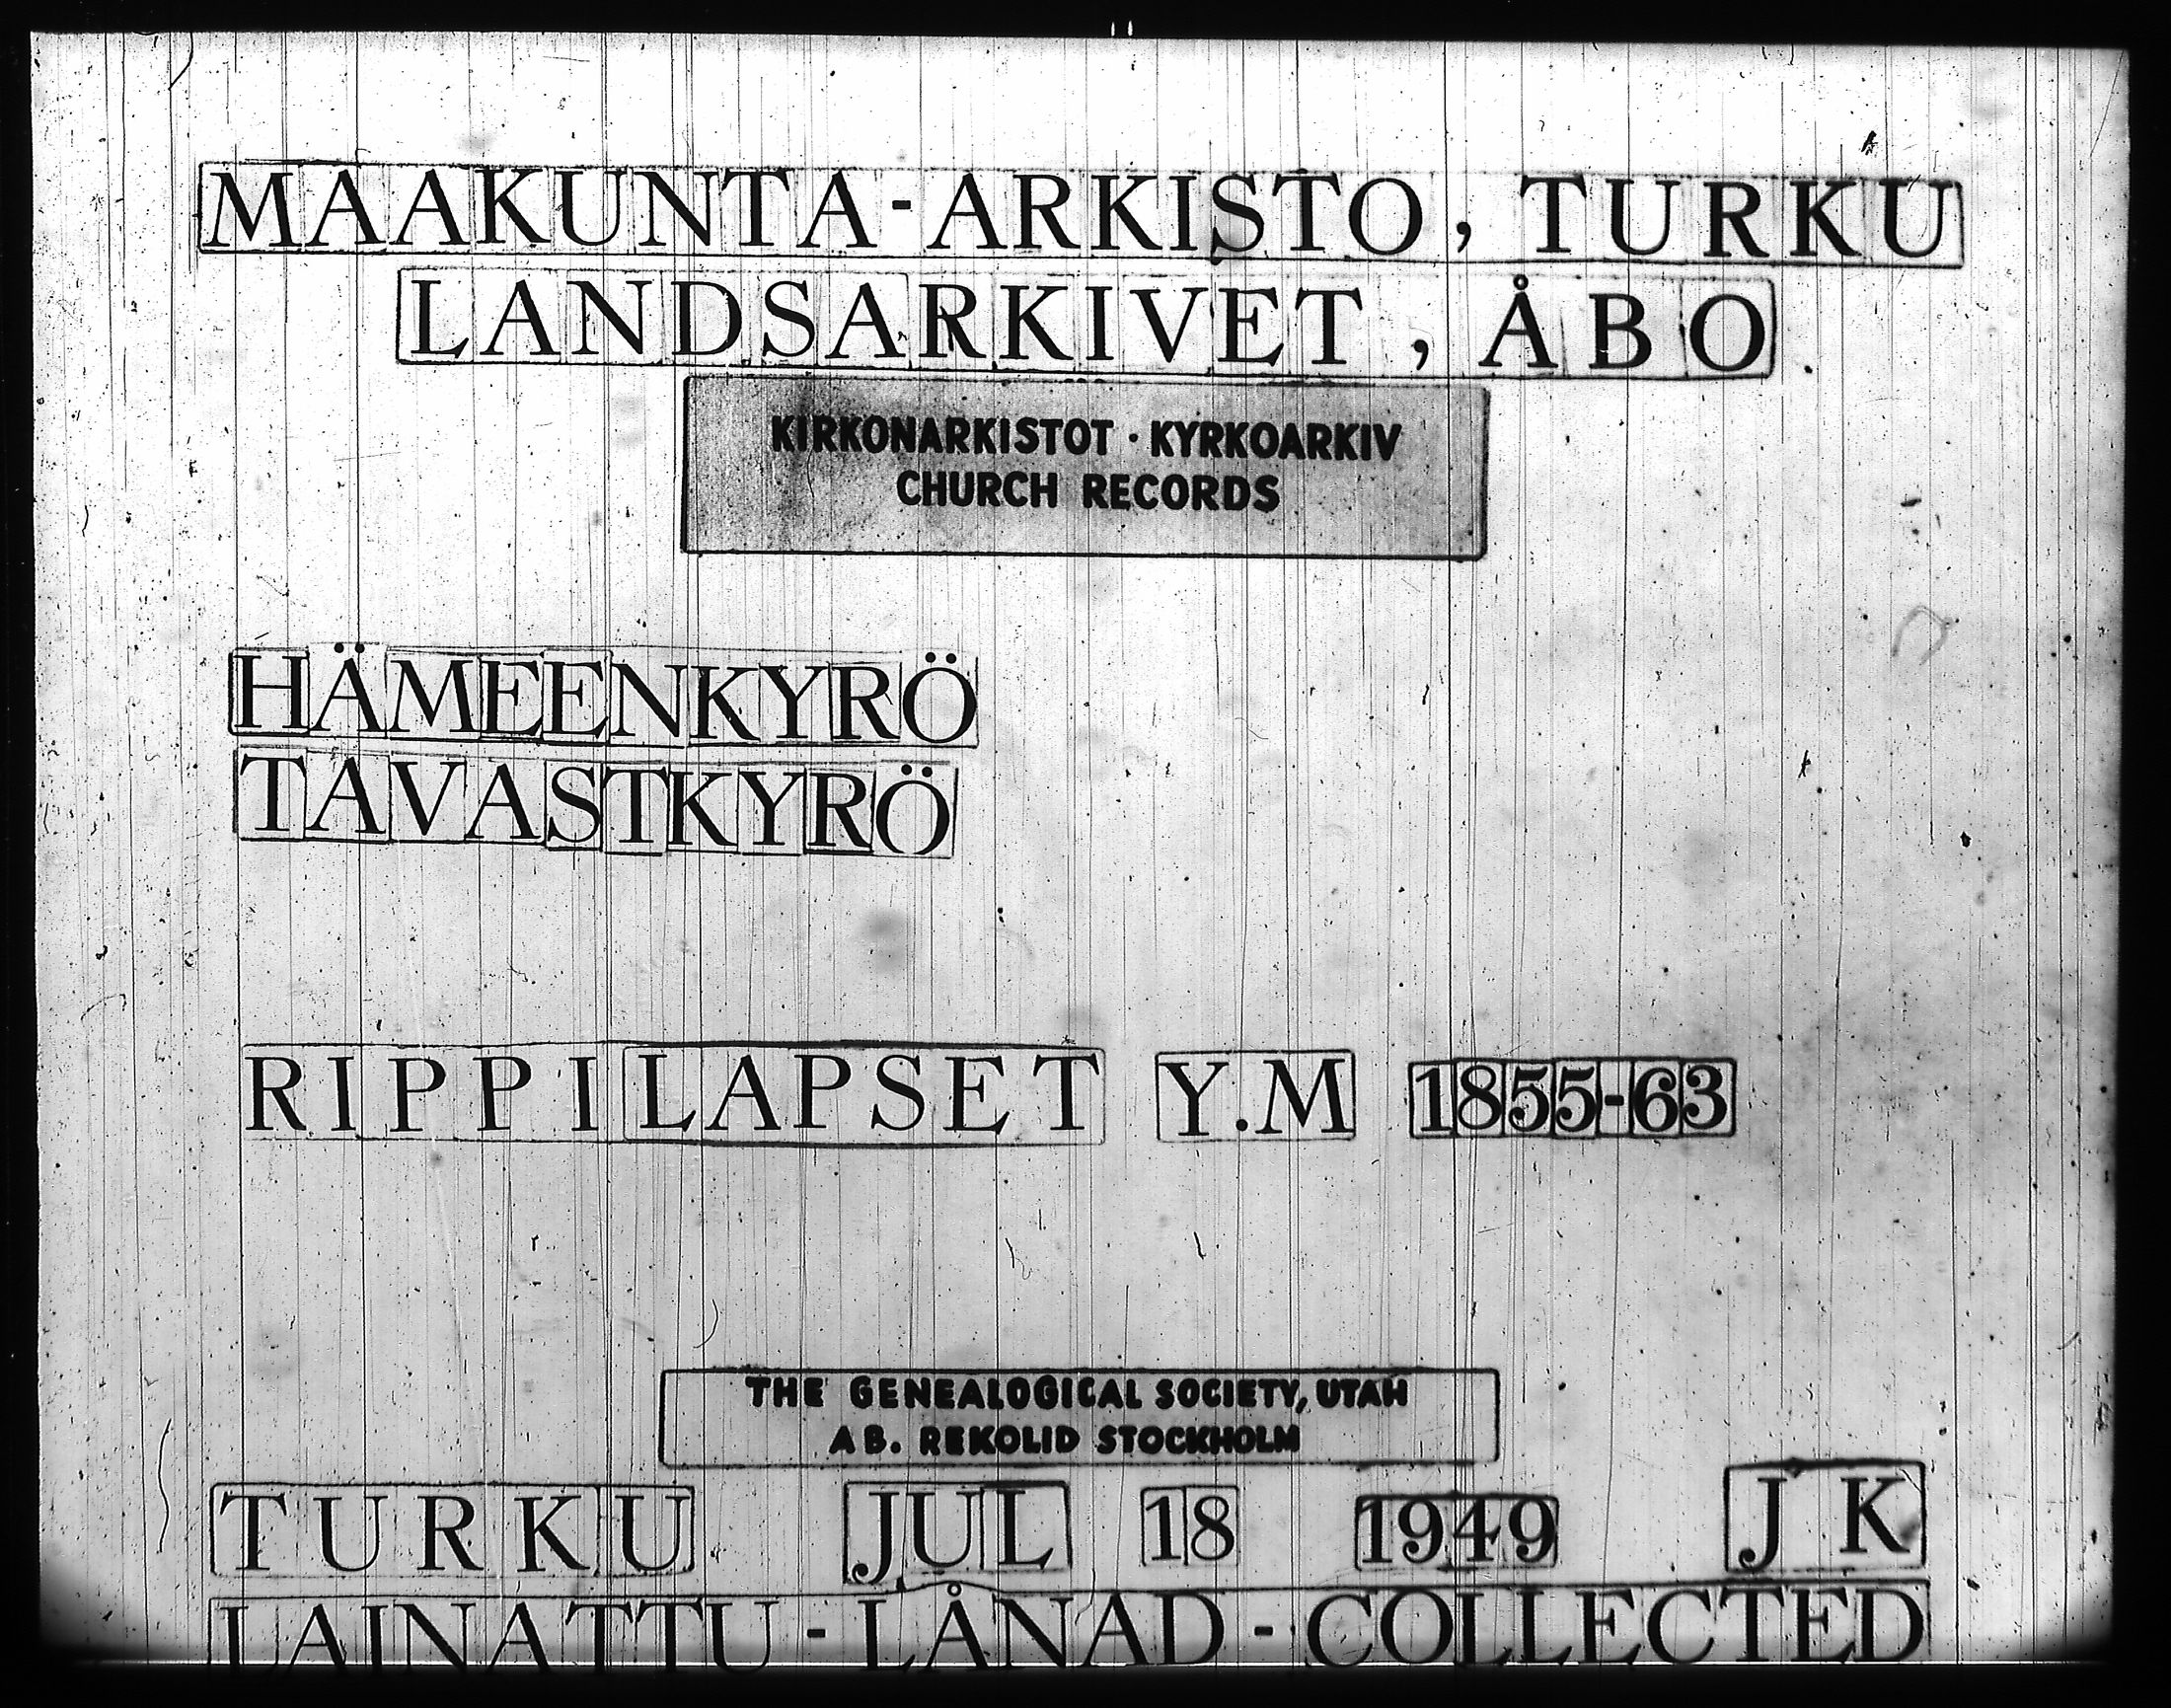 MAAKUNTA-ARKISTO, TURKU
LANDSARKIVET, ÅBO
KIRKONARKISTOT · KYRKOARKIV
CHURCH RECORDS
HÄMEENKYRÖ
TAVASTKYRÖ
RIPPILAPSET Y.M 1855-63
THE GENEALOGICAL SOCIETY, UTAH
AB. REKOLID STOCKHOLM
TURKU JUL 18 1949 J K
LAINATTU - LÅNAD - COLLECTED